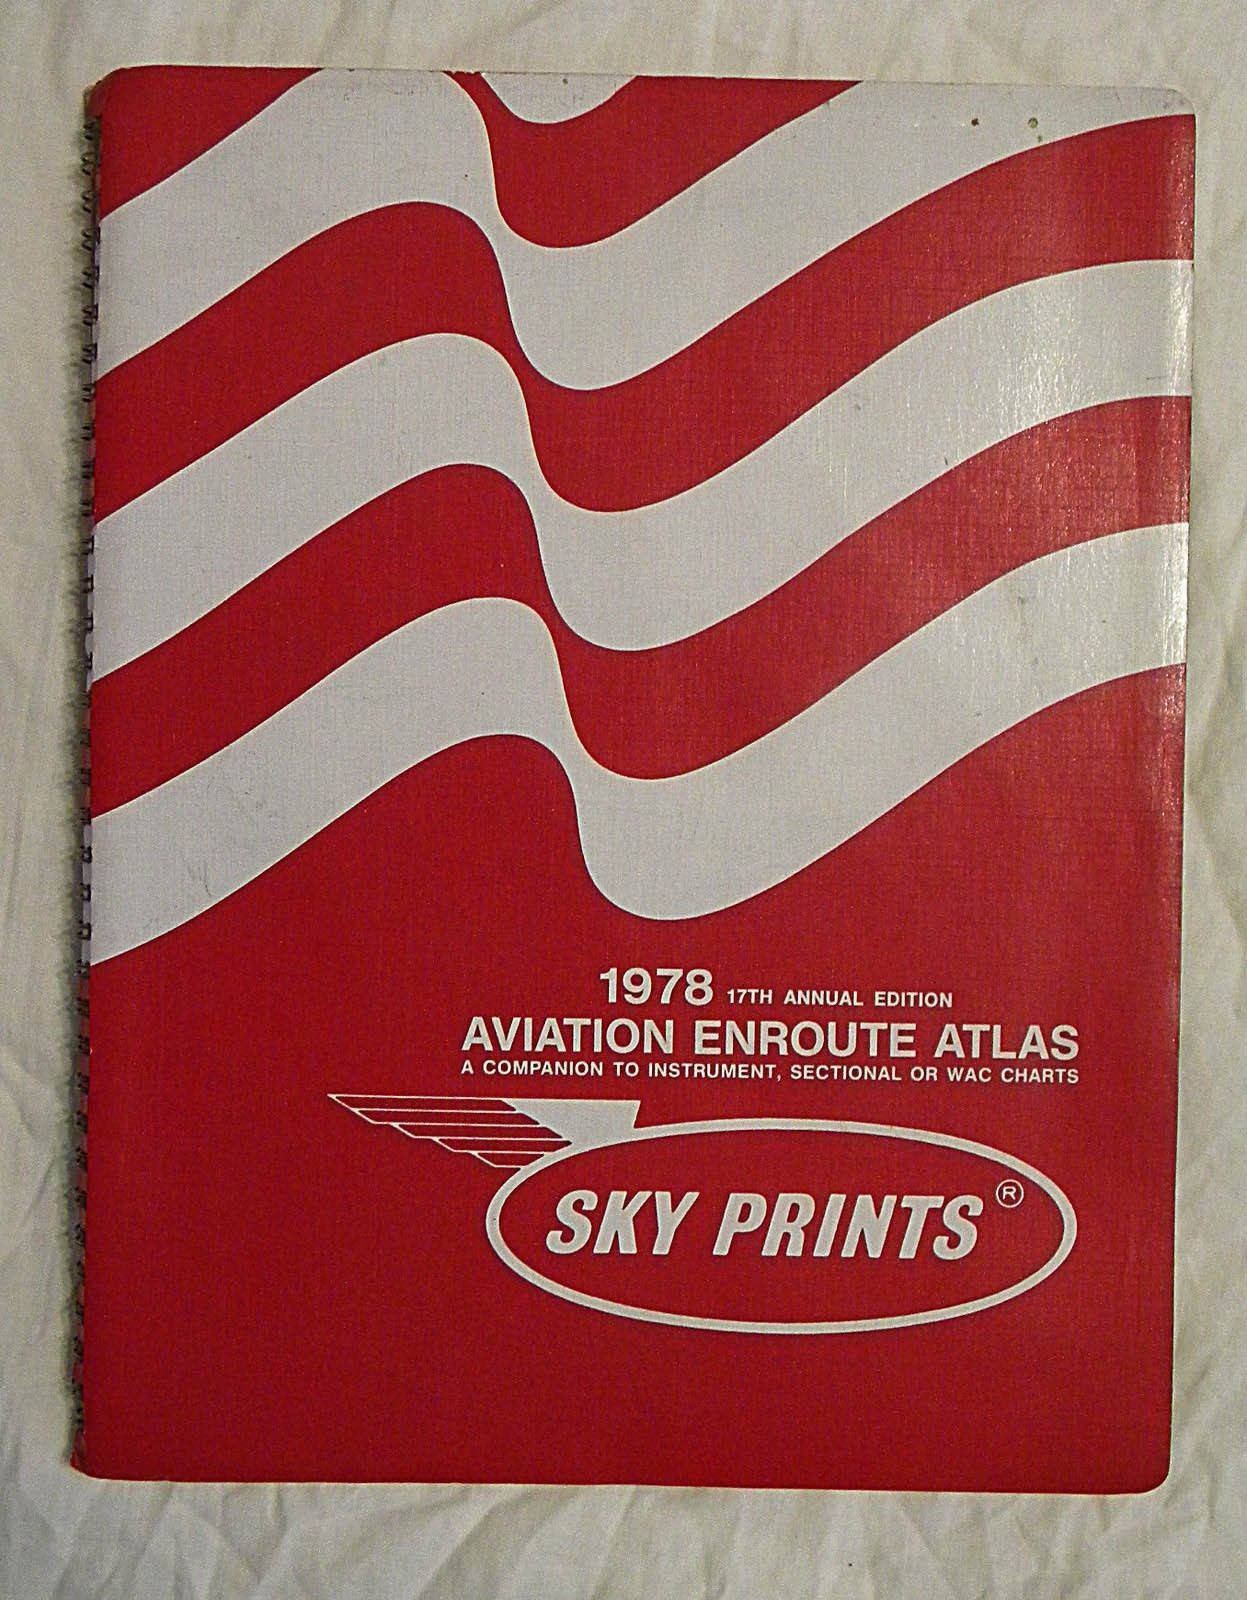 1978 17TH ANNUAL EDITION
AVIATION ENROUTE ATLAS
A COMPANION TO INSTRUMENT, SECTIONAL OR WAC CHARTS
SKY PRINTS ®